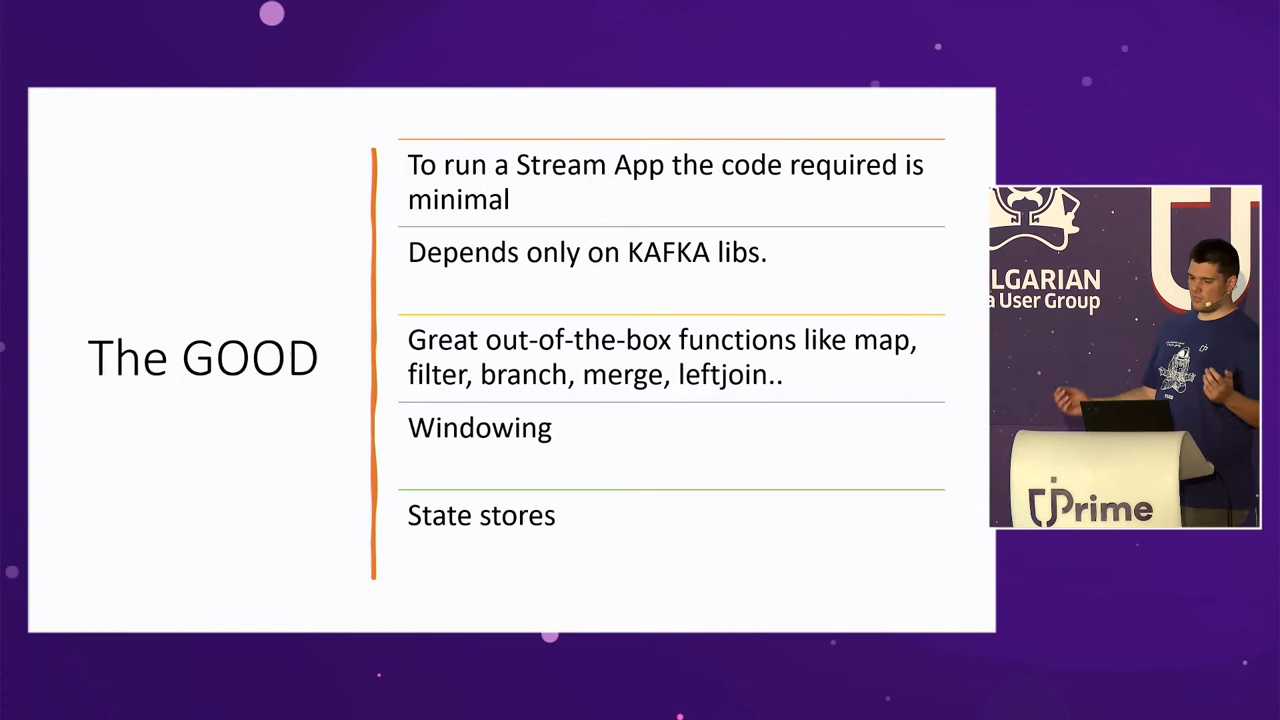 The GOOD
To run a Stream App the code required is
minimal
Depends only on KAFKA libs.
Great out-of-the-box functions like map,
filter, branch, merge, leftjoin..
Windowing
State stores
LGARIAN
a User Group
jPrime